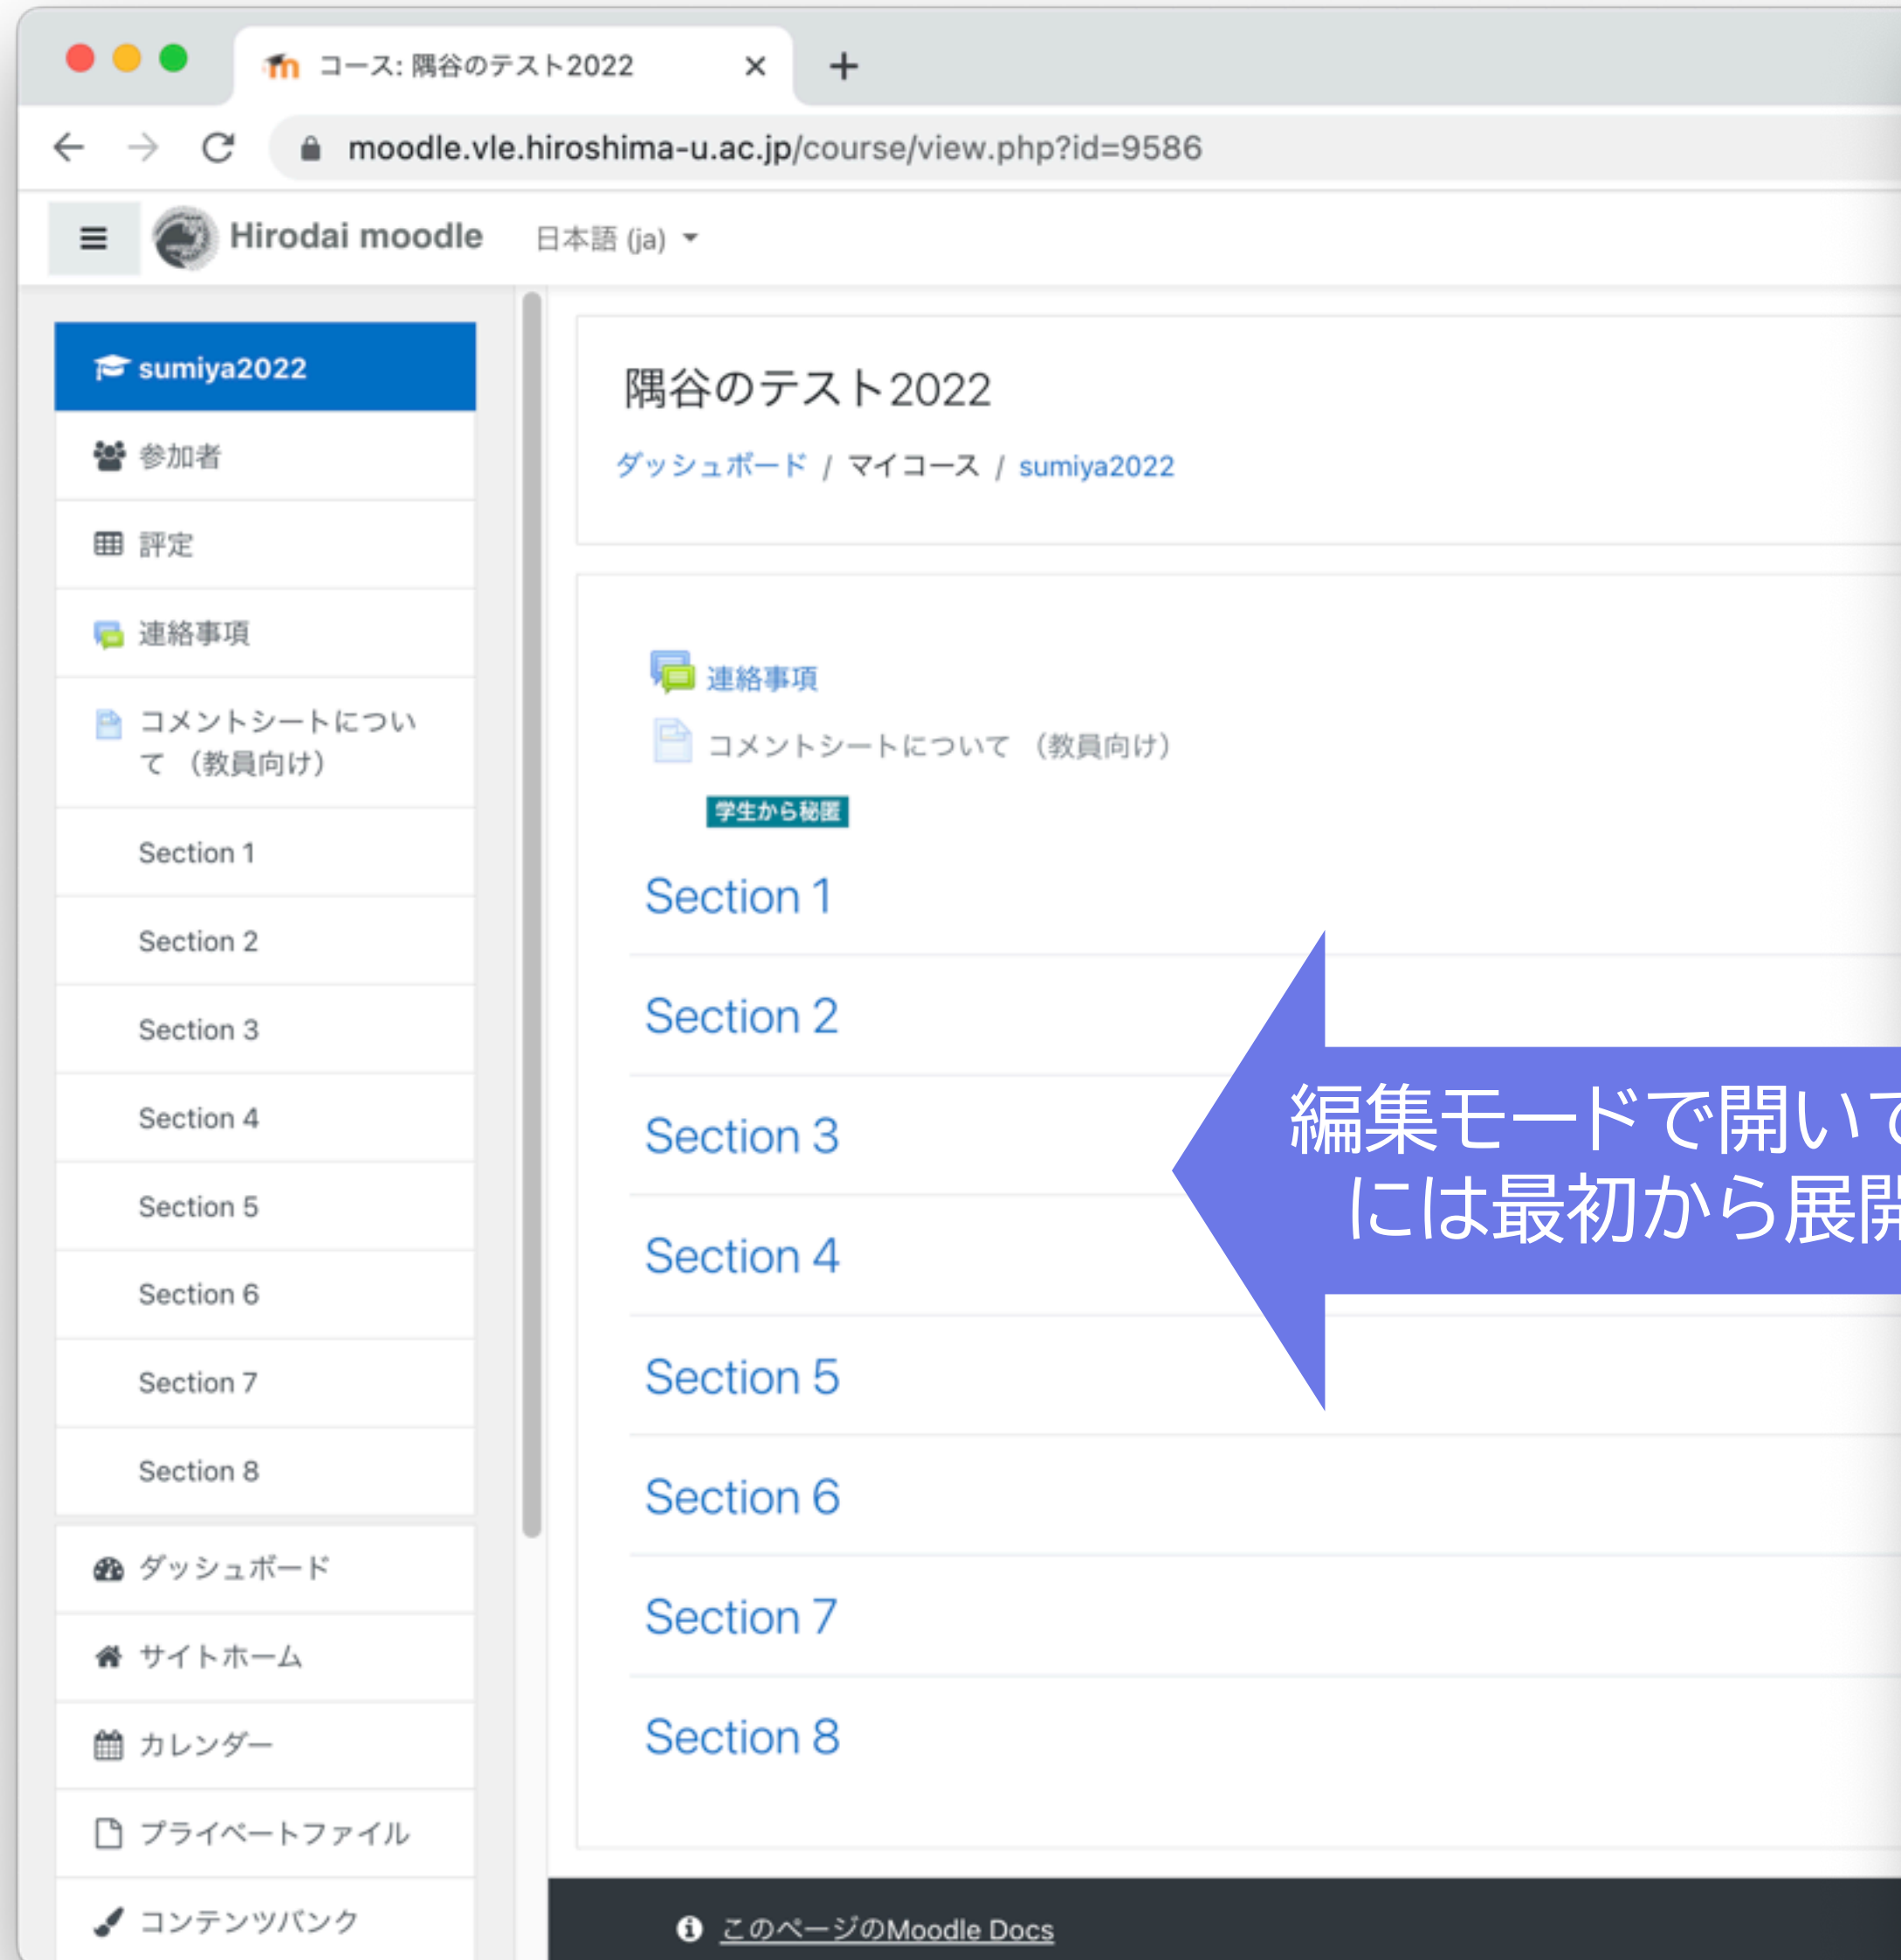 コース: 隅谷のテスト2022
moodle.vle.hiroshima-u.ac.jp/course/view.php?id=9586
Hirodai moodle 日本語 (ja)
sumiya2022
参加者
評定
連絡事項
コメントシートについ
て （教員向け）
Section 1
Section 2
Section 3
Section 4
Section 5
Section 6
Section 7
Section 8
ダッシュボード
サイトホーム
カレンダー
プライベートファイル
コンテンツバンク
隅谷のテスト2022
ダッシュボード / マイコース / sumiya2022
連絡事項
コメントシートについて （教員向け）
学生から秘匿
Section 1
Section 2
Section 3
Section 4
Section 5
Section 6
Section 7
Section 8
編集モードで開いて
には最初から展開
このページのMoodle Docs